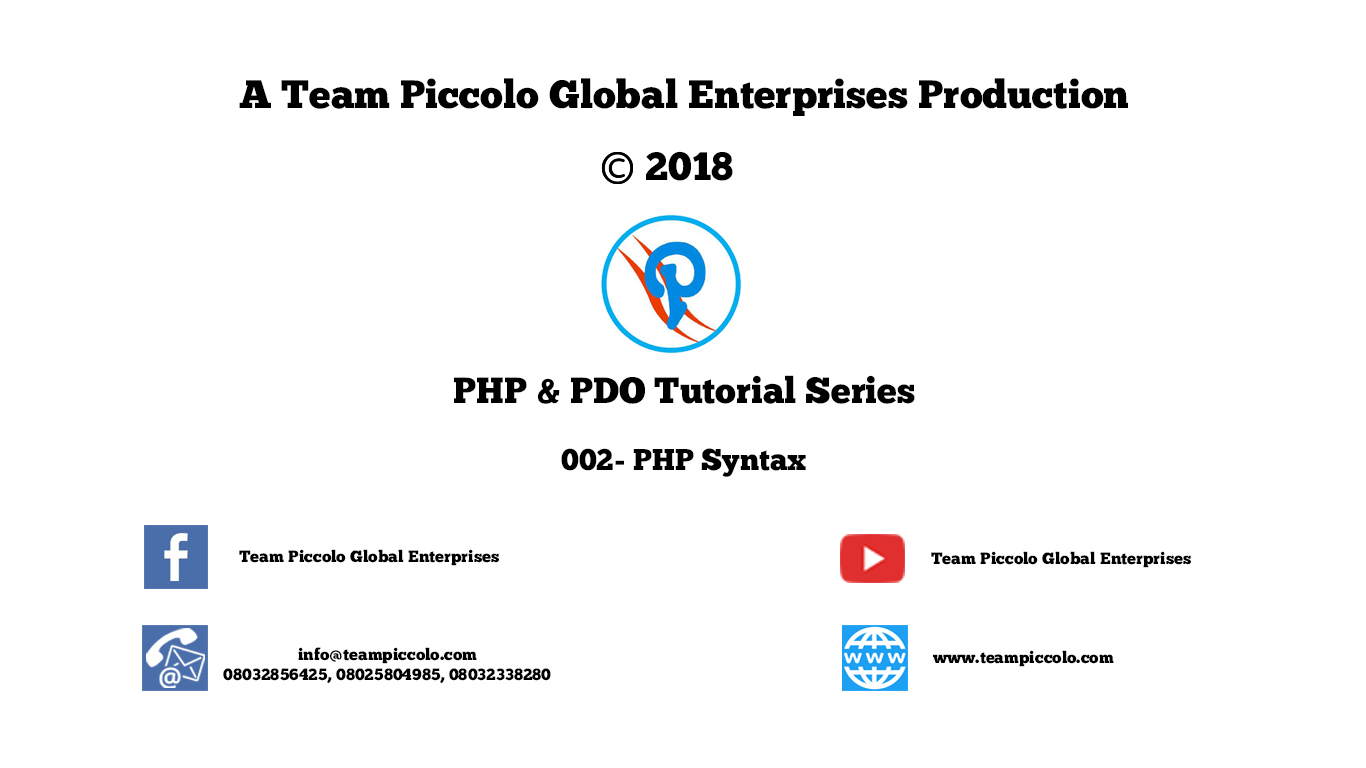 A Team Piccolo Global Enterprises Production
© 2018
P
PHP & PDO Tutorial Series
002- PHP Syntax
f
Team Piccolo Global Enterprises
Team Piccolo Global Enterprises
@
info@teampiccolo.com
08032856425, 08025804985, 08032338280
www
www.teampiccolo.com